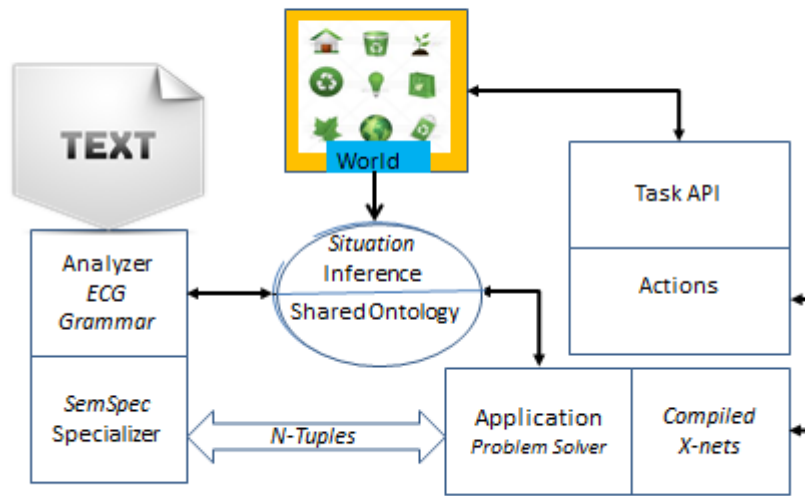 TEXT
World
Task API
Actions
Situation
Inference
Shared Ontology
Analyzer
ECG
Grammar
SemSpec
Specializer
N-Tuples
Application
Problem Solver
Compiled
X-nets